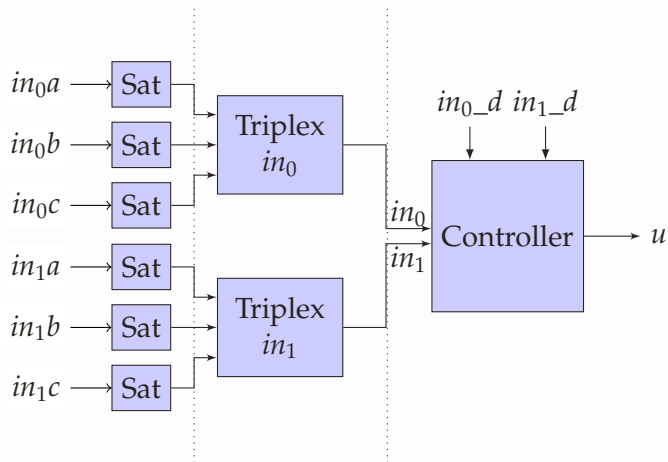 in₀a
Sat
in₀b
Sat
in₀c
Sat
in₁a
Sat
in₁b
Sat
in₁c
Sat
Triplex
in₀
Triplex
in₁
in₀_d
in₁_d
in₀
in₁
Controller
u